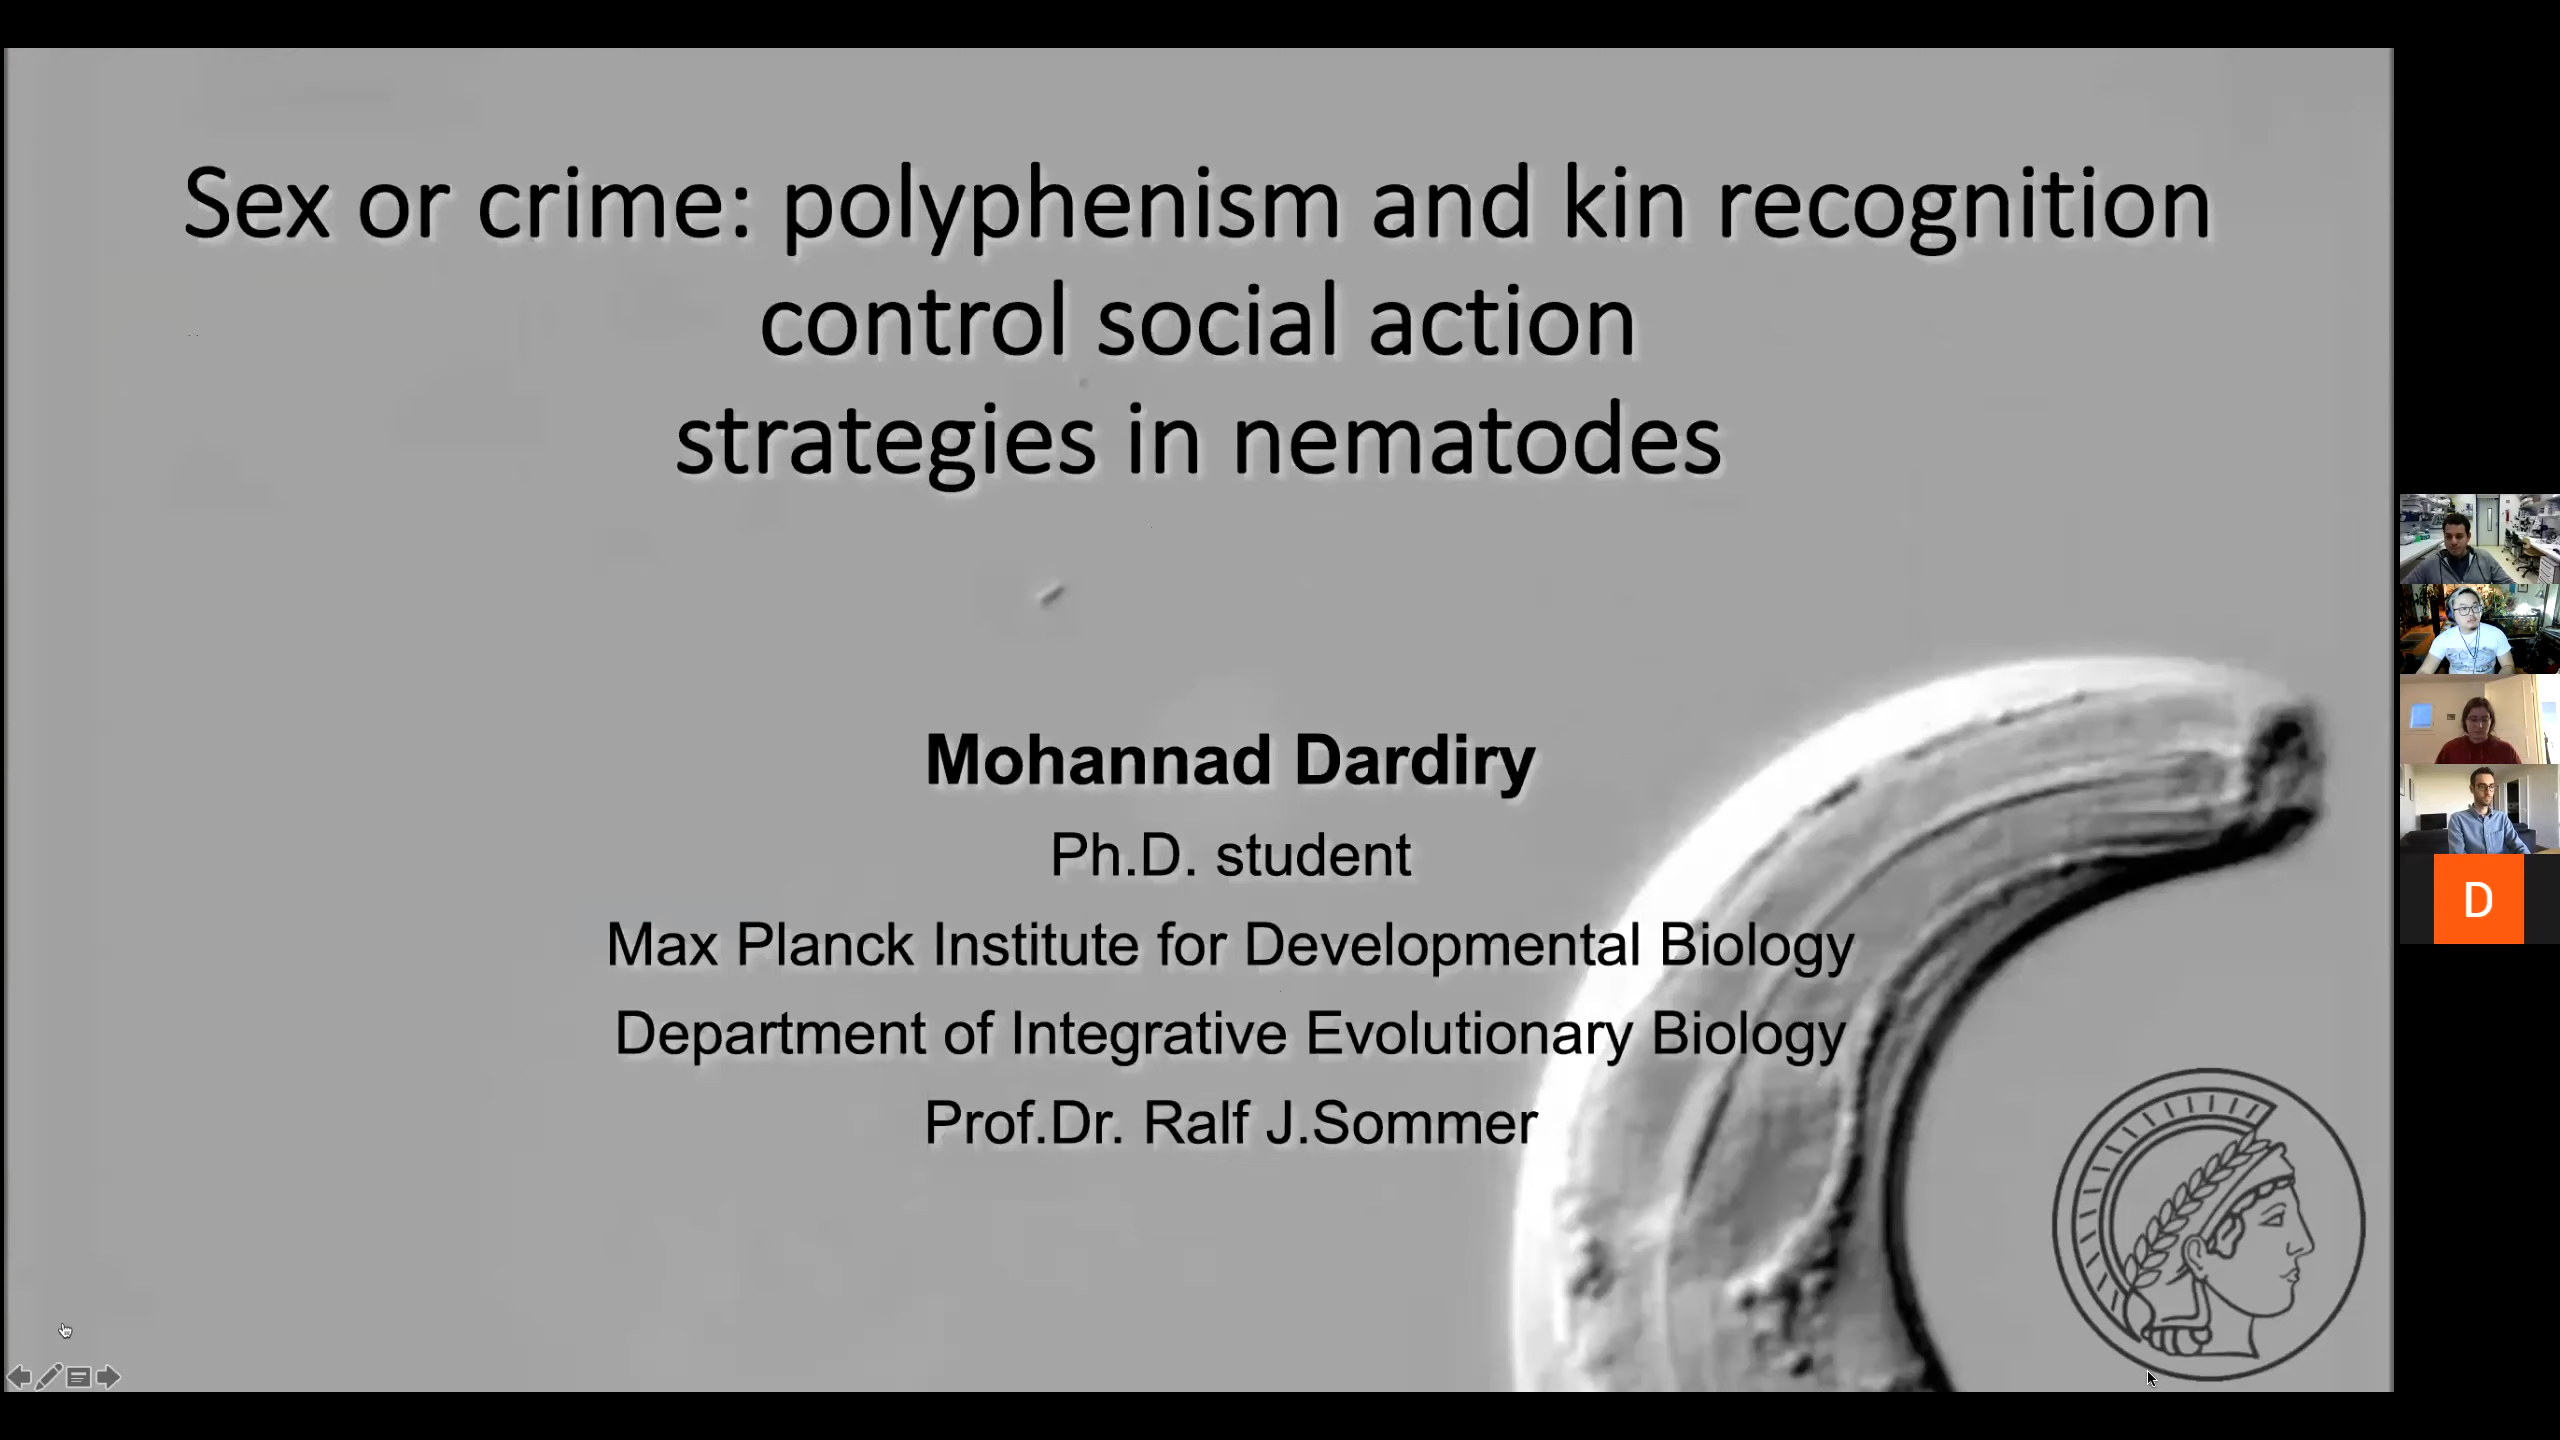 Sex or crime: polyphenism and kin recognition
control social action
strategies in nematodes
Mohannad Dardiry
Ph.D. student
Max Planck Institute for Developmental Biology
Department of Integrative Evolutionary Biology
Prof.Dr. Ralf J.Sommer
D